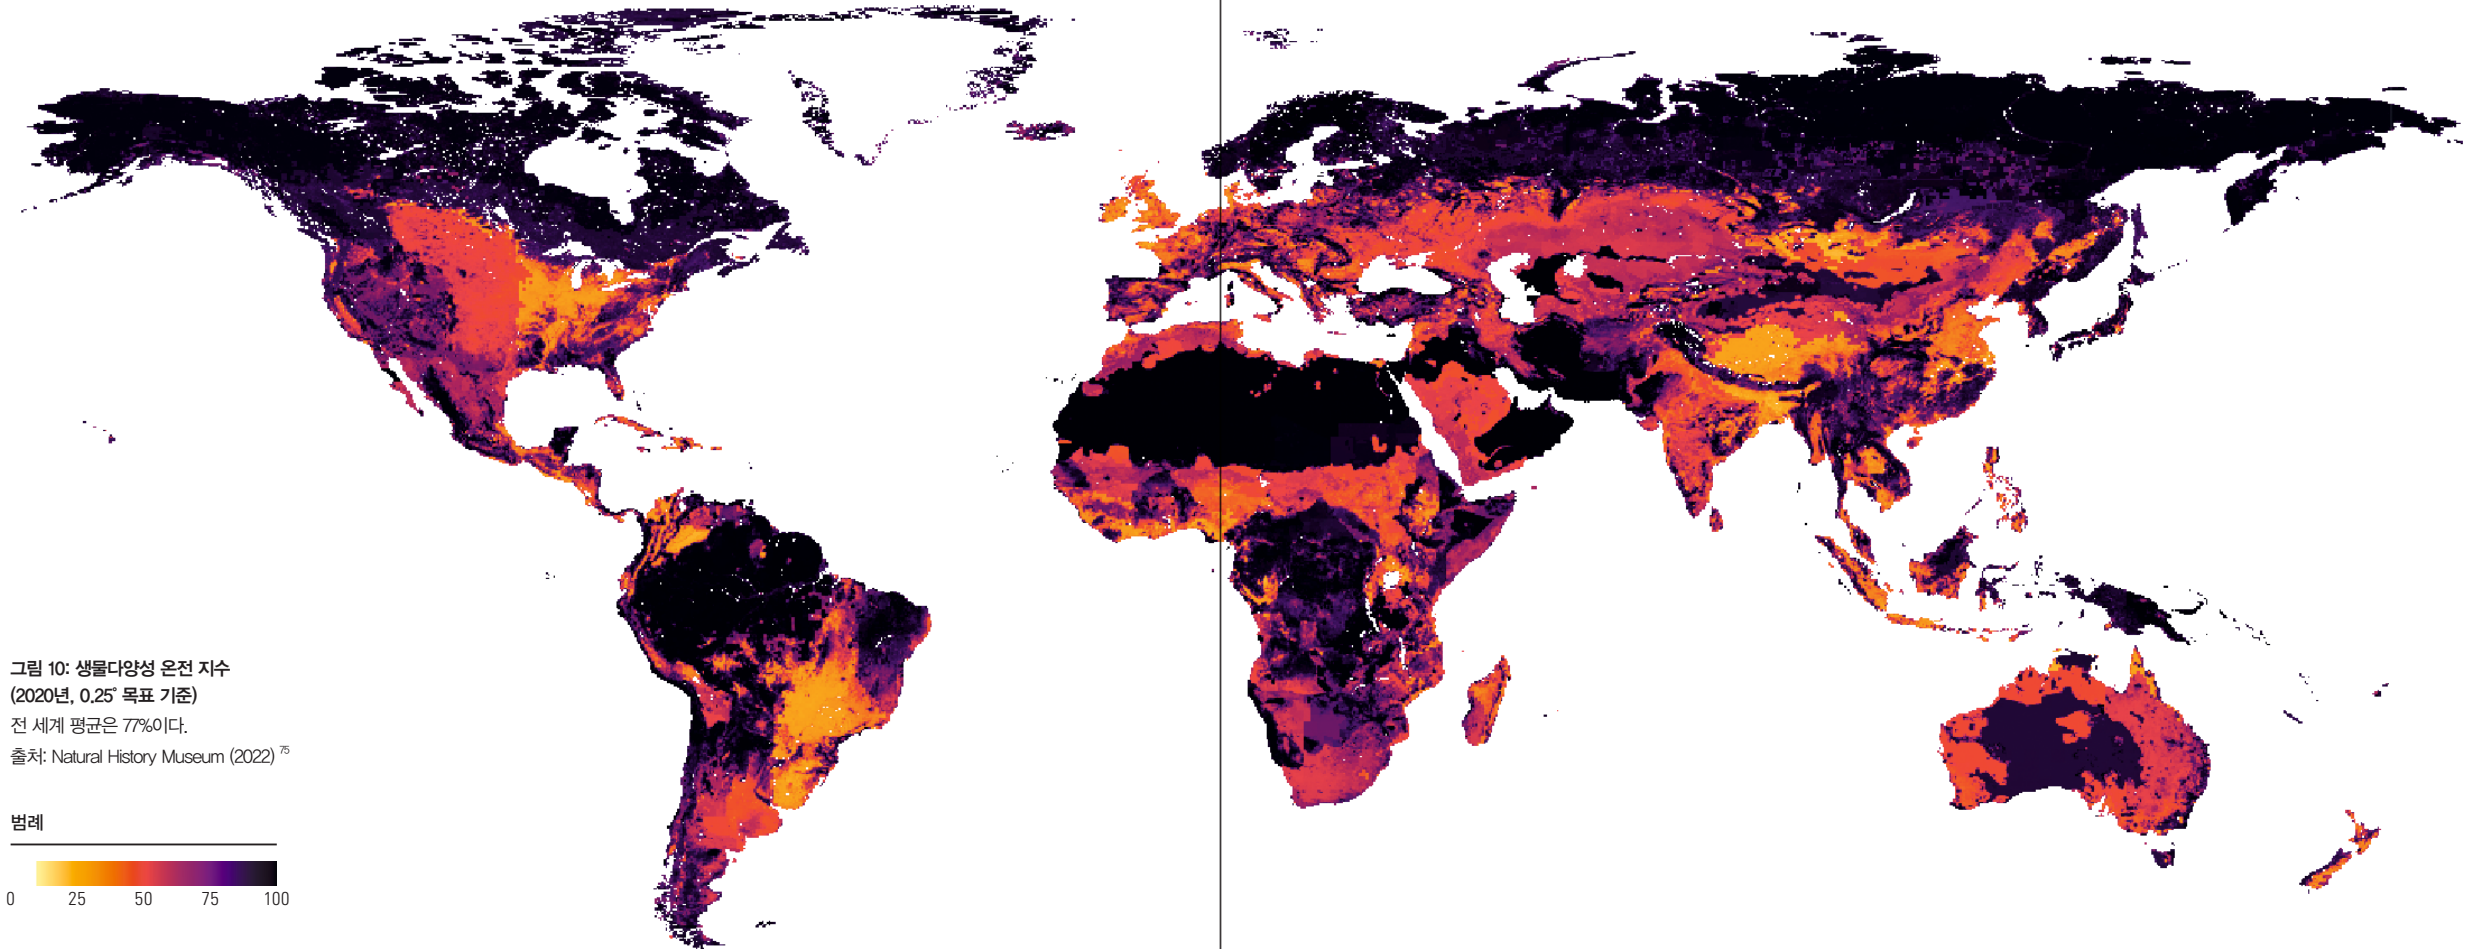 그림 10: 생물다양성 온전 지수
(2020년, 0.25° 목표 기준)
전 세계 평균은 77%이다.
출처: Natural History Museum (2022) 75
범례
0 25 50 75 100